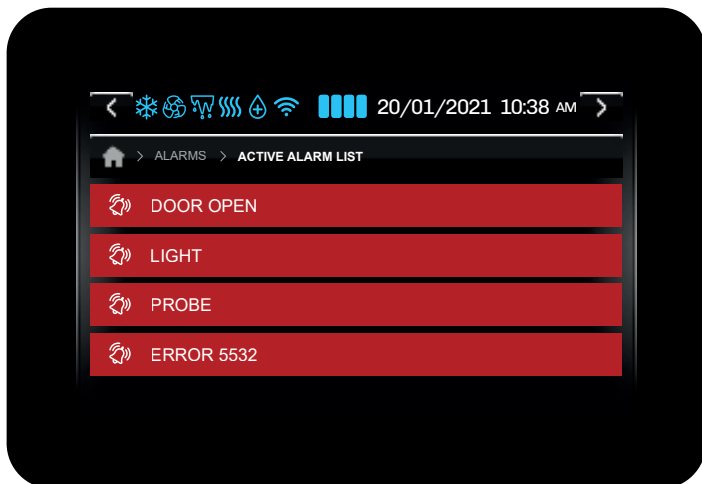 20/01/2021 10:38 AM
ALARMS > ACTIVE ALARM LIST
DOOR OPEN
LIGHT
PROBE
ERROR 5532